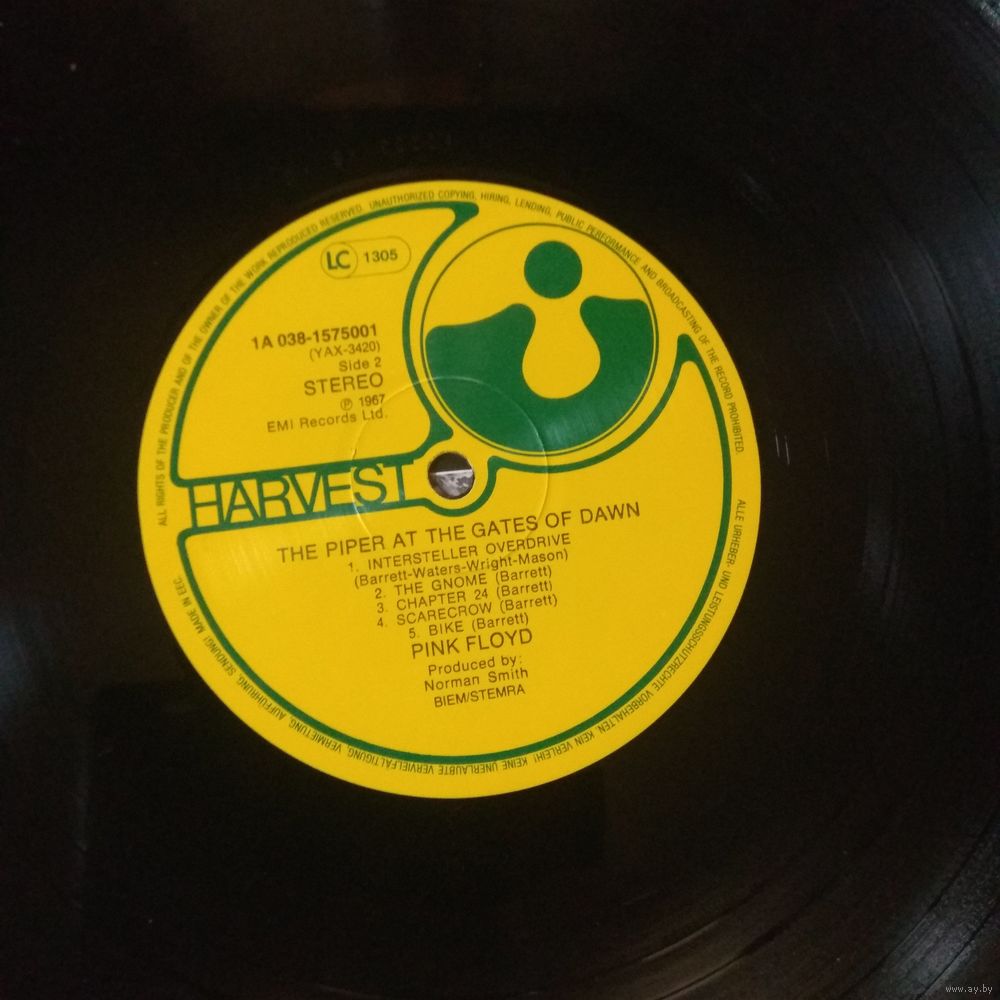 ALL RIGHTS OF THE PRODUCER AND OF THE OWNER OF THE WORK REPRODUCED RESERVED. UNAUTHORIZED COPYING, HIRING, LENDING, PUBLIC PERFORMANCE AND BROADCASTING OF THE RECORD PROHIBITED.
LC 1305
1A 038-1575001
(YAX-3420)
Side 2
STEREO
℗ 1967
EMI Records Ltd.
HARVEST
THE PIPER AT THE GATES OF DAWN
1. INTERSTELLER OVERDRIVE
(Barrett-Waters-Wright-Mason)
2. THE GNOME (Barrett)
3. CHAPTER 24 (Barrett)
4. SCARECROW (Barrett)
5. BIKE (Barrett)
PINK FLOYD
Produced by:
Norman Smith
BIEM/STEMRA
ALLE URHEBER- UND LEISTUNGSSCHUTZRECHTE VORBEHALTEN. KEIN VERLEIH! KEINE UNERLAUBTE VERVIELFÄLTIGUNG, VERMIETUNG, AUFFÜHRUNG, SENDUNG! MADE IN EEC.
www.ay.by